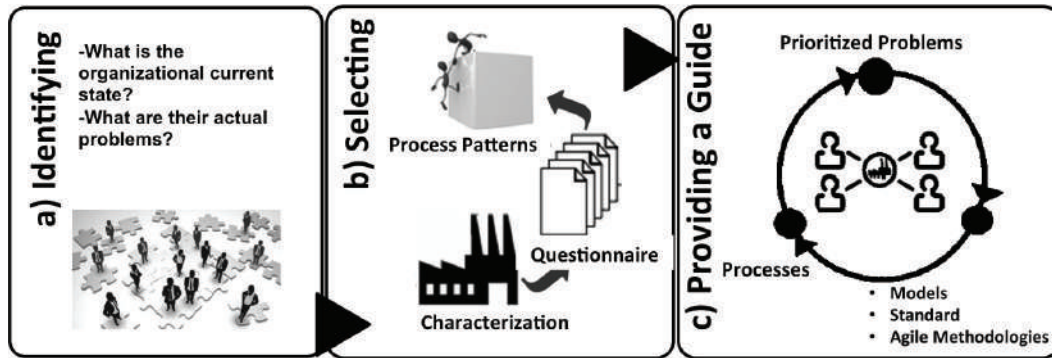 a) Identifying
-What is the
organizational current
state?
-What are their actual
problems?
b) Selecting
Process Patterns
Questionnaire
Characterization
c) Providing a Guide
Prioritized Problems
Processes
• Models
• Standard
• Agile Methodologies